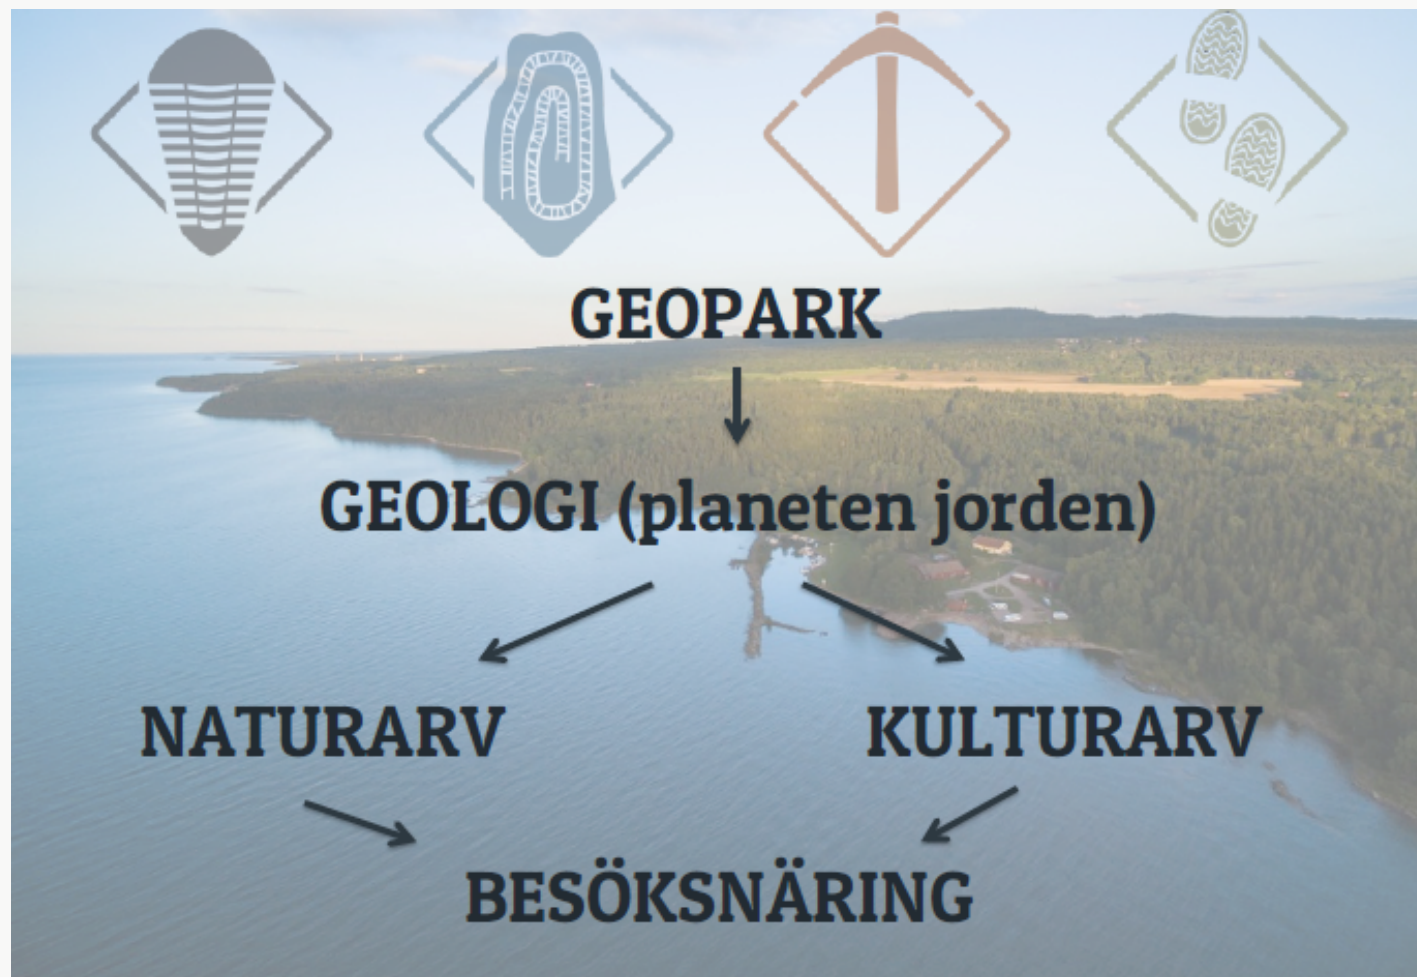 GEOPARK
GEOLOGI (planeten jorden)
NATURARV
KULTURARV
BESÖKSNÄRING